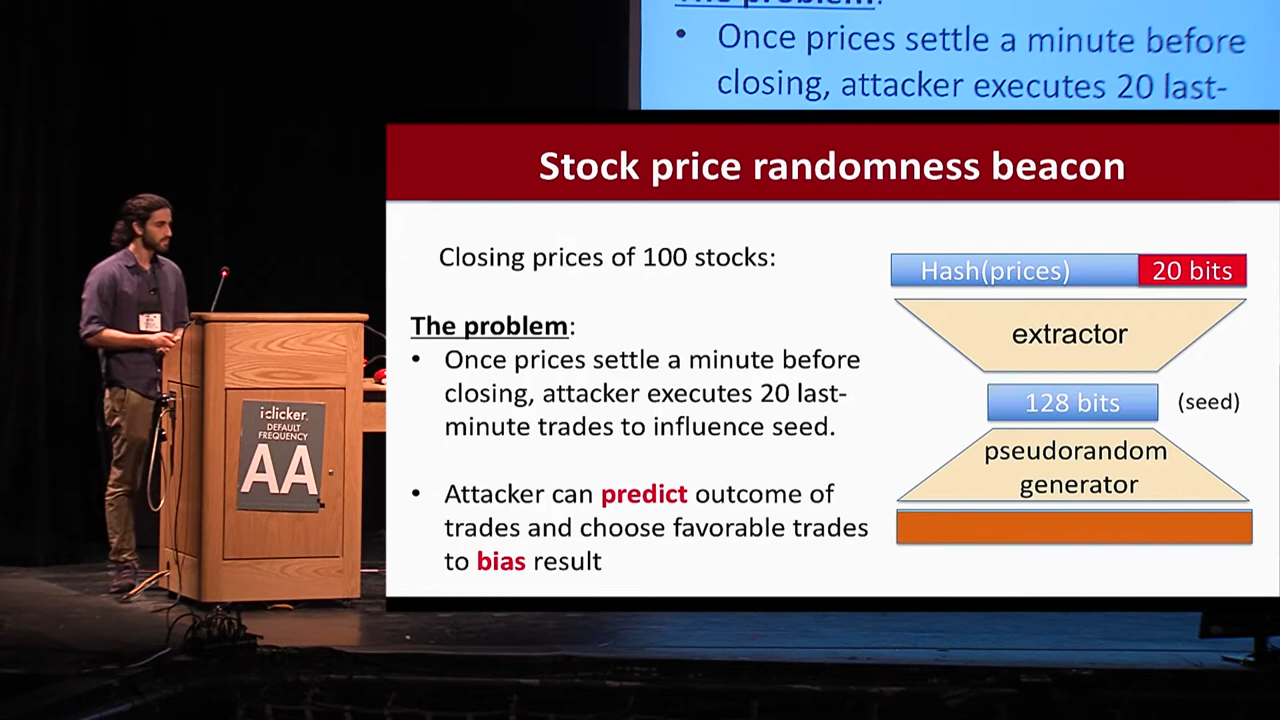 The problem:
• Once prices settle a minute before
closing, attacker executes 20 last-
Stock price randomness beacon
Closing prices of 100 stocks:
The problem:
• Once prices settle a minute before
closing, attacker executes 20 last-
minute trades to influence seed.
• Attacker can predict outcome of
trades and choose favorable trades
to bias result
Hash(prices) 20 bits
extractor
128 bits (seed)
pseudorandom
generator
i>clicker.
DEFAULT
FREQUENCY
AA